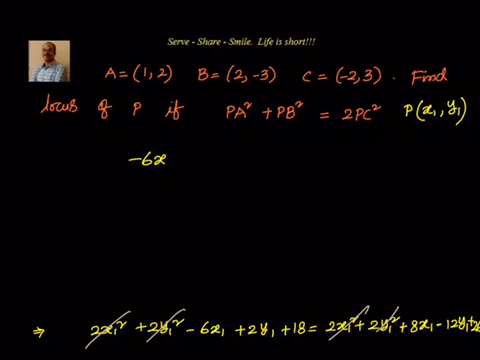 Serve - Share - Smile. Life is short!!!
A = (1, 2) B = (2, -3) C = (-2, 3) . Find
locus of P if PA² + PB² = 2PC² P(x₁, y₁)
-6x
⇒ 2x₁² + 2y₁² - 6x₁ + 2y₁ + 18 = 2x₁² + 2y₁² + 8x₁ - 12y₁ + 26